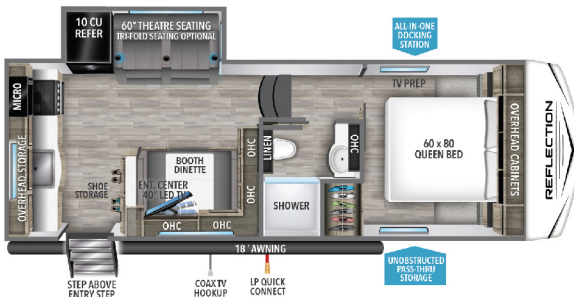 10 CU
REFER
60" THEATRE SEATING
TRI-FOLD SEATING OPTIONAL
ALL-IN-ONE
DOCKING
STATION
TV PREP
MICRO
OVERHEAD STORAGE
SHOE
STORAGE
BOOTH
DINETTE
ENT. CENTER
40" LED TV
OHC
OHC
OHC
OHC
LINEN
OHC
SHOWER
60 x 80
QUEEN BED
OVERHEAD CABINETS
REFLECTION
18' AWNING
STEP ABOVE
ENTRY STEP
COAX TV
HOOKUP
LP QUICK
CONNECT
UNOBSTRUCTED
PASS-THRU
STORAGE